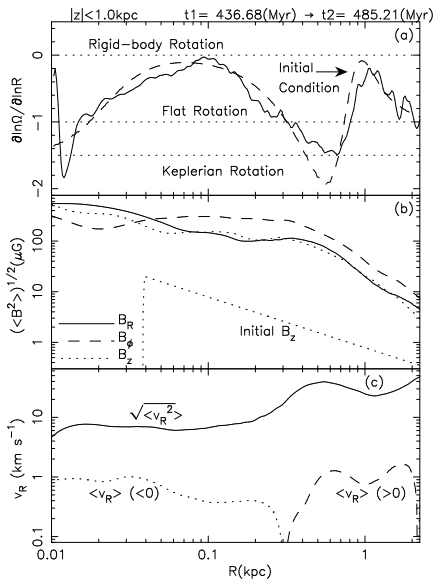 |z|<1.0kpc t1= 436.68(Myr) → t2= 485.21(Myr)
(a)
0
-1
-2
∂lnΩ/∂lnR
Rigid-body Rotation
Initial
Condition
Flat Rotation
Keplerian Rotation
(b)
100
10
1
(<B²>)^1/2 (μG)
B_R
B_ϕ
B_z
Initial B_z
(c)
10
1
0.1
v_R (km s⁻¹)
√<v_R²>
<v_R> (<0)
<v_R> (>0)
0.01 0.1 1
R(kpc)